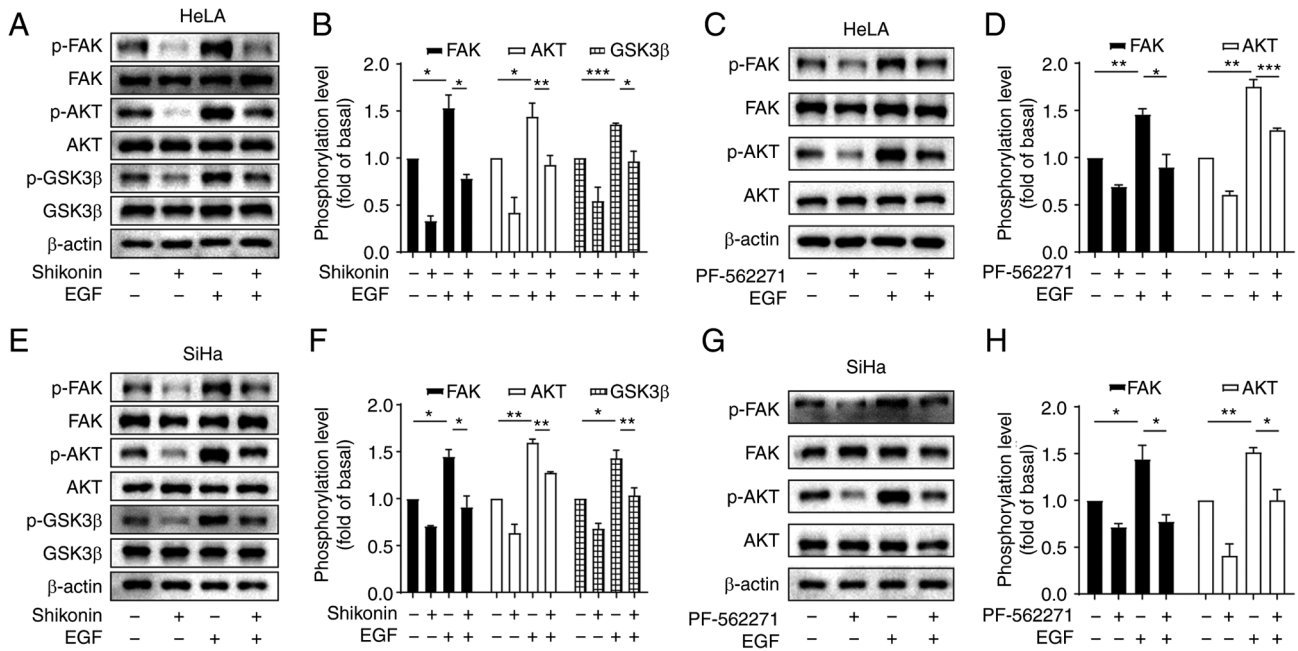 A
HeLA
p-FAK
FAK
p-AKT
AKT
p-GSK3β
GSK3β
β-actin
Shikonin – + – +
EGF – – + +
B
FAK AKT GSK3β
Phosphorylation level
(fold of basal)
2.0
1.5
1.0
0.5
0.0
* * * ** *** *
Shikonin – + – + – + – + – + – +
EGF – – + + – – + + – – + +
C
HeLA
p-FAK
FAK
p-AKT
AKT
β-actin
PF-562271 – + – +
EGF – – + +
D
FAK AKT
Phosphorylation level
(fold of basal)
2.0
1.5
1.0
0.5
0.0
** * ** ***
PF-562271 – + – + – + – +
EGF – – + + – – + +
E
SiHa
p-FAK
FAK
p-AKT
AKT
p-GSK3β
GSK3β
β-actin
Shikonin – + – +
EGF – – + +
F
FAK AKT GSK3β
Phosphorylation level
(fold of basal)
2.0
1.5
1.0
0.5
0.0
* * ** ** * **
Shikonin – + – + – + – + – + – +
EGF – – + + – – + + – – + +
G
SiHa
p-FAK
FAK
p-AKT
AKT
β-actin
PF-562271 – + – +
EGF – – + +
H
FAK AKT
Phosphorylation level
(fold of basal)
2.0
1.5
1.0
0.5
0.0
* * ** *
PF-562271 – + – + – + – +
EGF – – + + – – + +